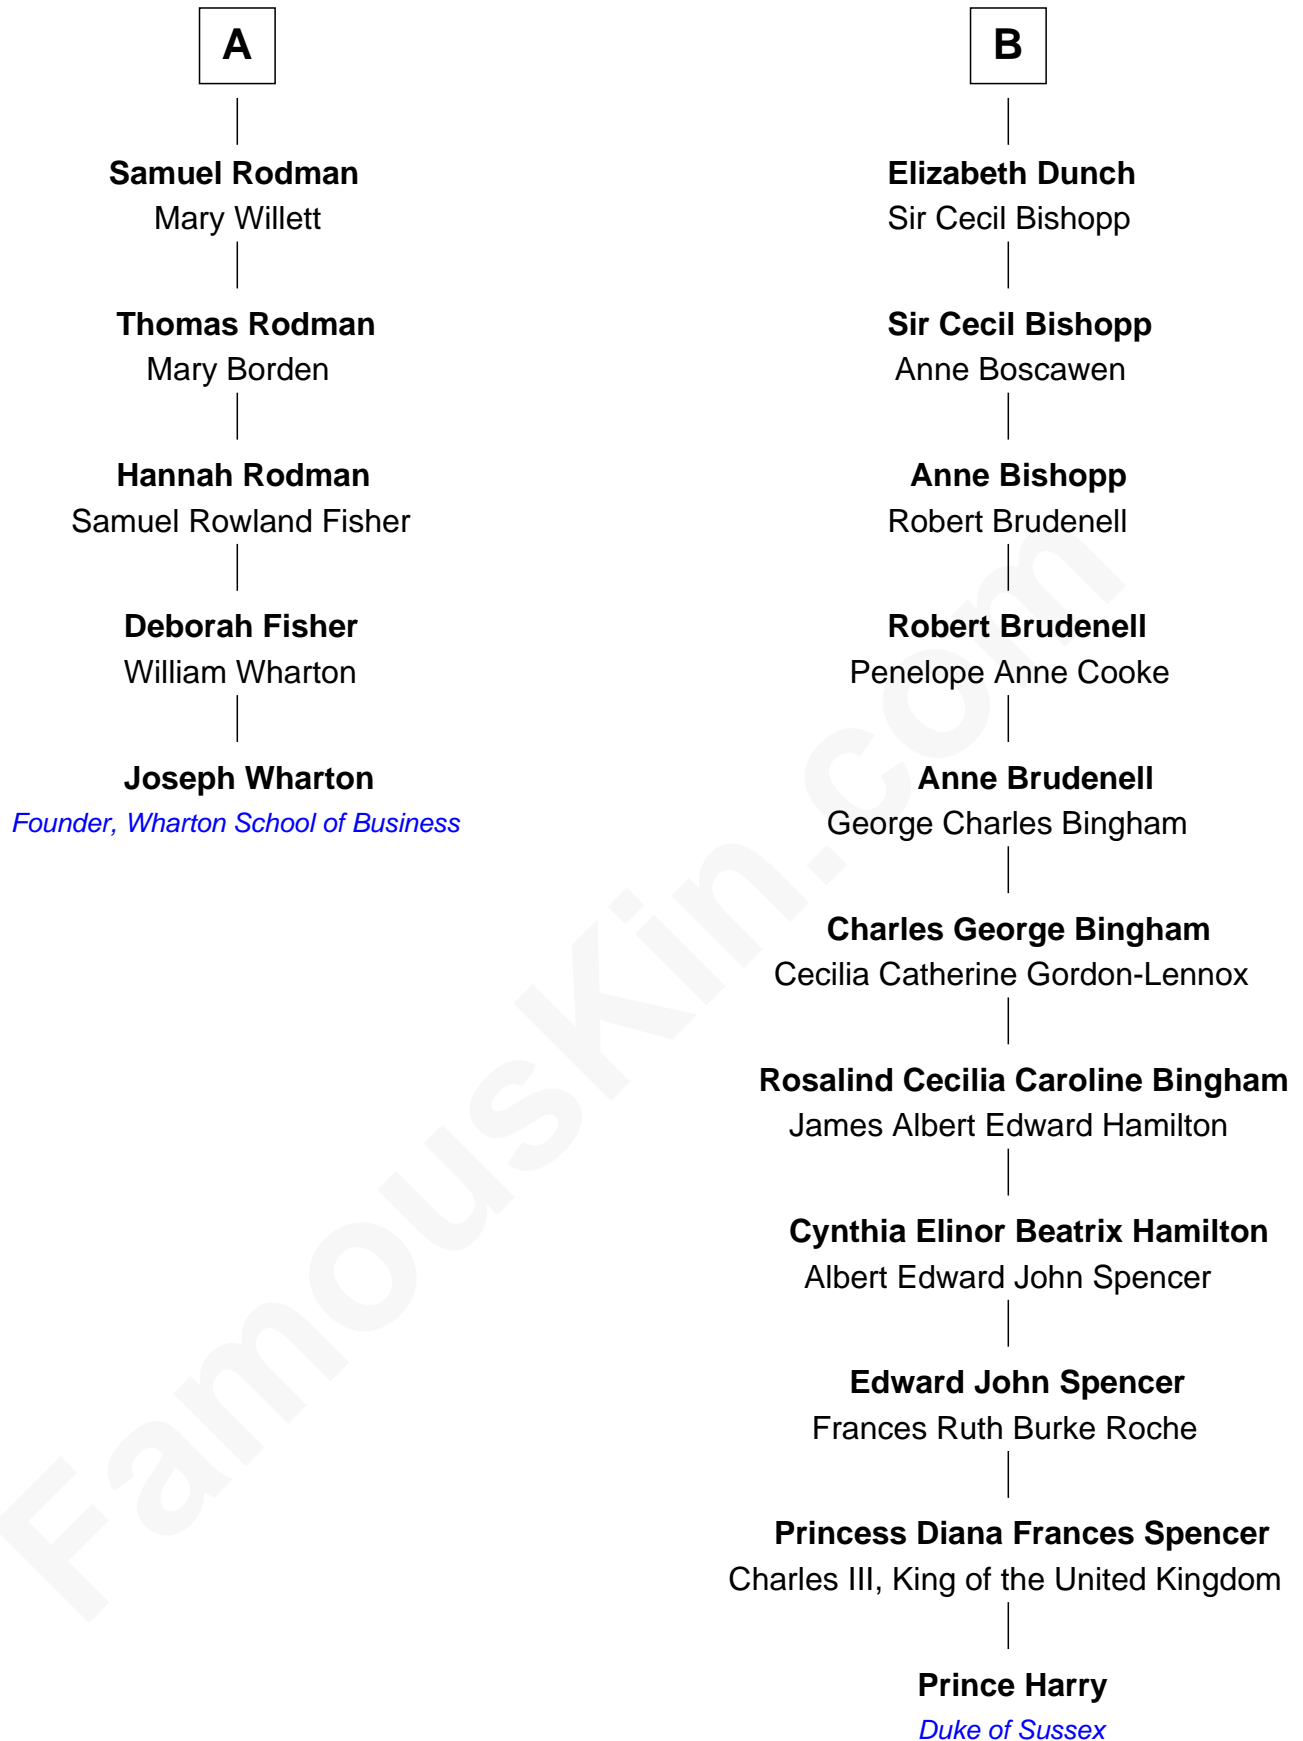 A
Samuel Rodman
Mary Willett
Thomas Rodman
Mary Borden
Hannah Rodman
Samuel Rowland Fisher
Deborah Fisher
William Wharton
Joseph Wharton
Founder, Wharton School of Business
B
Elizabeth Dunch
Sir Cecil Bishopp
Sir Cecil Bishopp
Anne Boscawen
Anne Bishopp
Robert Brudenell
Robert Brudenell
Penelope Anne Cooke
Anne Brudenell
George Charles Bingham
Charles George Bingham
Cecilia Catherine Gordon-Lennox
Rosalind Cecilia Caroline Bingham
James Albert Edward Hamilton
Cynthia Elinor Beatrix Hamilton
Albert Edward John Spencer
Edward John Spencer
Frances Ruth Burke Roche
Princess Diana Frances Spencer
Charles III, King of the United Kingdom
Prince Harry
Duke of Sussex
FamousKin.com